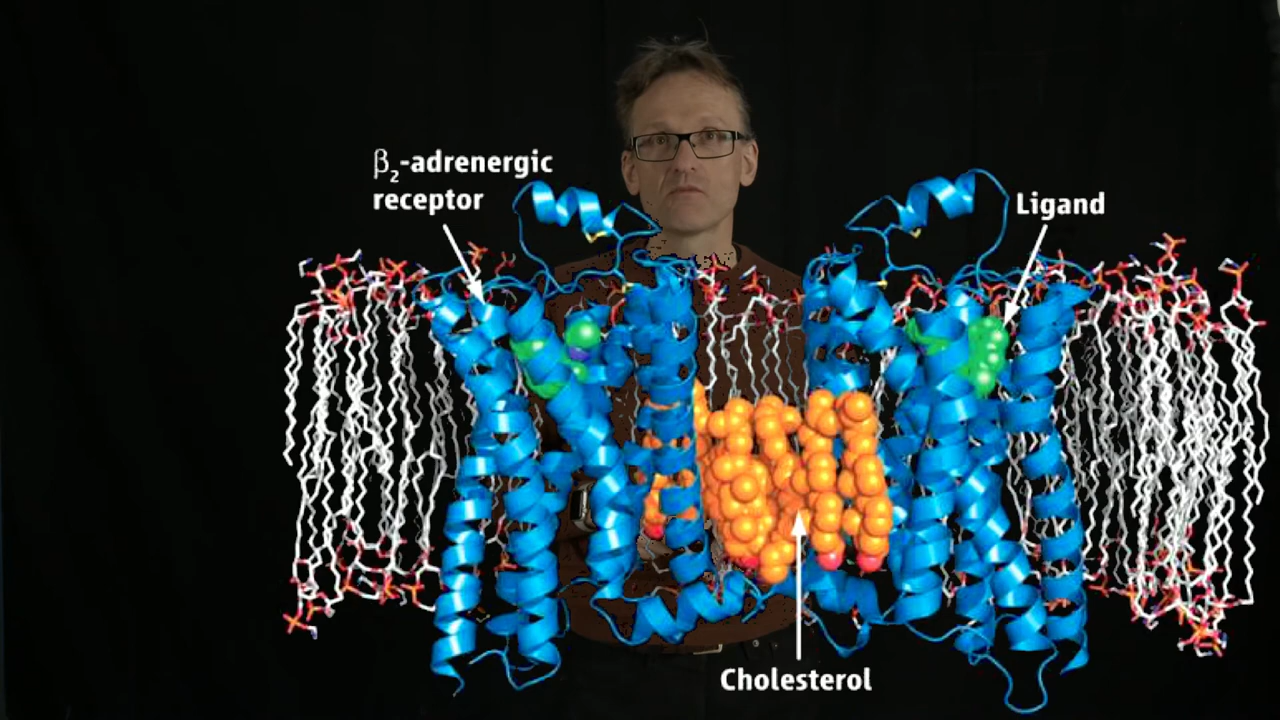 β₂-adrenergic
receptor
Ligand
Cholesterol